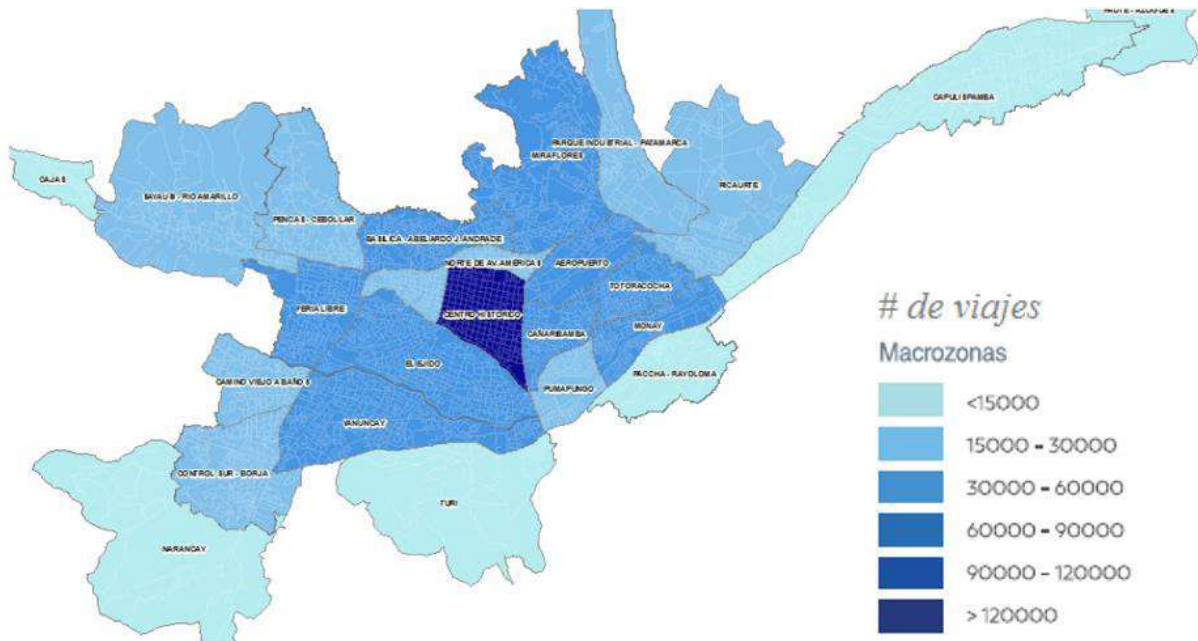 CAPULISPAMBA
PARQUE INDUSTRIAL - PATAMARCA
MIRAFLORES
CAJAS
RICAURTE
SAYAUSI - RIO AMARILLO
PENCAS - CEBOLLAR
BASILICA - ABELARDO J. ANDRADE
NORTE DE AV. AMERICAS
AEROPUERTO
TOTORACOCHA
FERIA LIBRE
CENTRO HISTORICO
MONAY
CAÑARIBAMBA
EL EJIDO
PACCHA - RAYOLOMA
CAMINO VIEJO A BAÑOS
PUMAPUNGO
YANUNCAY
CONTROL SUR - BORJA
TURI
NARANCAY
# de viajes
Macrozonas
<15000
15000 - 30000
30000 - 60000
60000 - 90000
90000 - 120000
> 120000